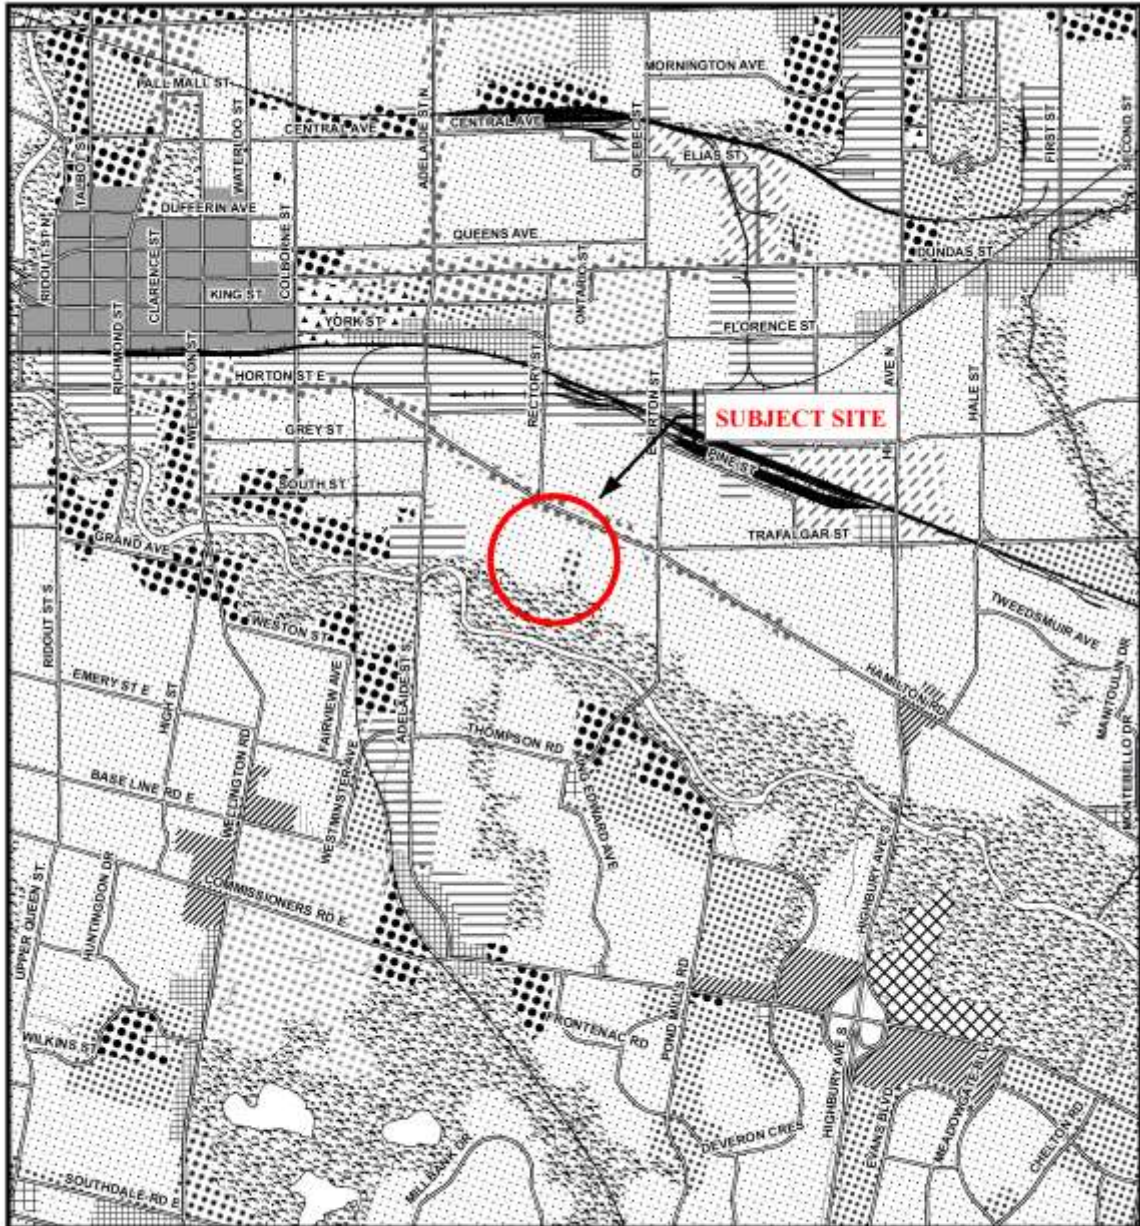 MORNINGTON AVE
PALL MALL ST
CENTRAL AVE
CENTRAL AVE
ADELAIDE ST N
QUEBEC ST
ELIAS ST
FIRST ST
SECOND ST
TALBOT ST
WATERLOO ST
DUFFERIN AVE
COLBORNE ST
QUEENS AVE
DUNDAS ST
RIDOUT ST N
CLARENCE ST
KING ST
ONTARIO ST
YORK ST
FLORENCE ST
RICHMOND ST
WELLINGTON ST
HORTON ST E
RECTORY ST
AVE N
HALE ST
GREY ST
SUBJECT SITE
PINE ST
SOUTH ST
TRAFALGAR ST
GRAND AVE
WESTON ST
TWEEDSMUIR AVE
RIDOUT ST S
EMERY ST E
HIGH ST
FAIRVIEW AVE
ADELAIDE ST S
HAMILTON RD
MANITOULIN DR
THOMPSON RD
BASE LINE RD E
WELLINGTON RD
WESTMINSTER AVE
EDWARD AVE
MONTEBELLO DR
UPPER QUEEN ST
HUNTINGDON DR
COMMISSIONERS RD E
HIGHBURY AVE S
POND MILLS RD
FRONTENAC RD
WILKINS ST
HIGHBURY AVE S
EVANS BLVD
MEADOWGATE BLVD
CHELTON RD
DEVERON CRES
MILLBANK DR
SOUTHDALE RD E